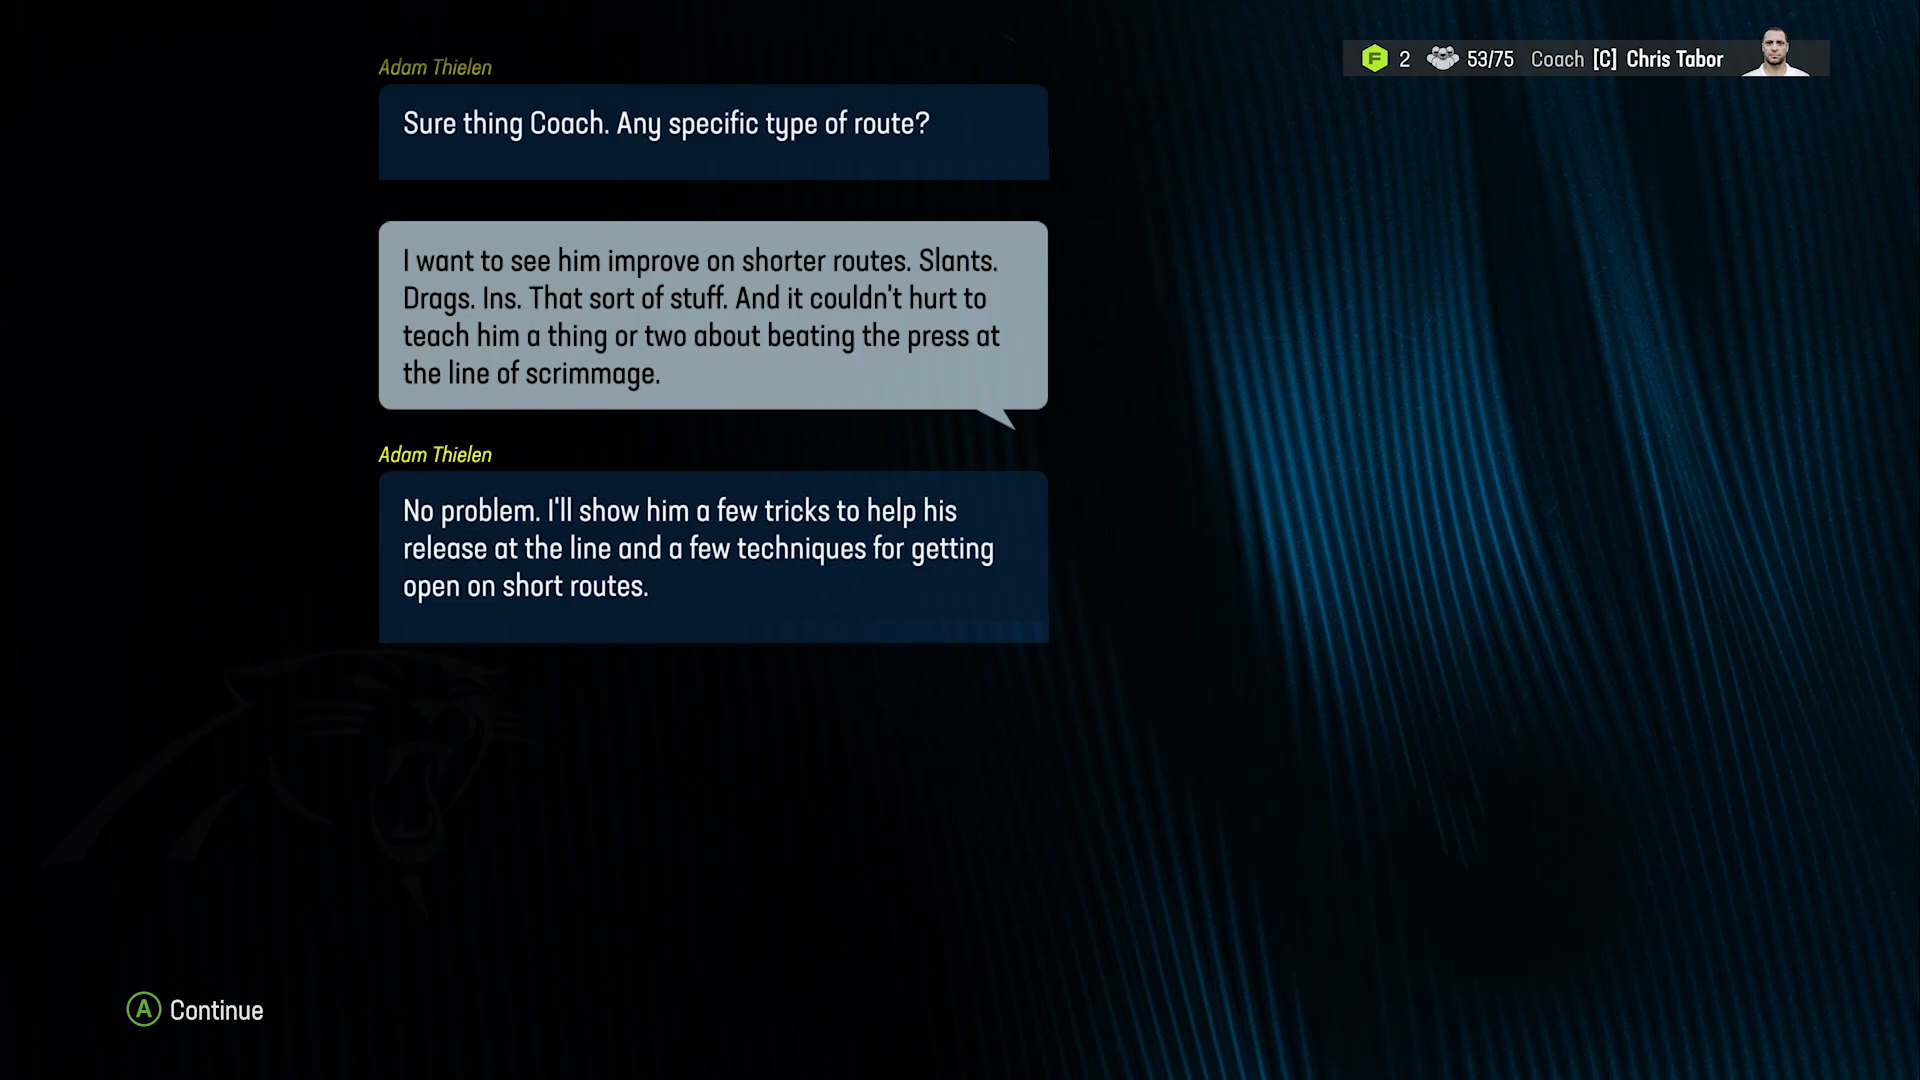 Adam Thielen
F 2 53/75 Coach [C] Chris Tabor
Sure thing Coach. Any specific type of route?
I want to see him improve on shorter routes. Slants.
Drags. Ins. That sort of stuff. And it couldn't hurt to
teach him a thing or two about beating the press at
the line of scrimmage.
Adam Thielen
No problem. I'll show him a few tricks to help his
release at the line and a few techniques for getting
open on short routes.
A Continue